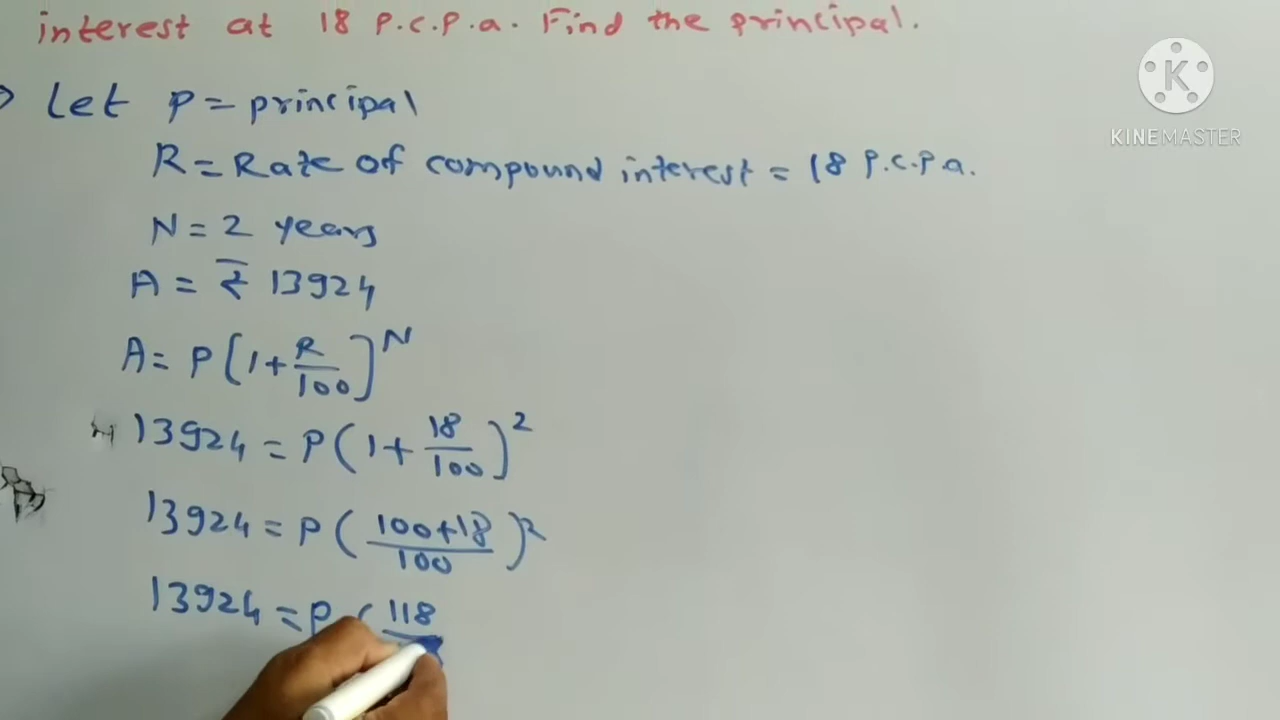 interest at 18 P.C.P.a. Find the principal.
Let P = principal
R = Rate of compound interest = 18 P.C.P.a.
N = 2 years
A = ₹ 13924
A = P [1 + R/100]^N
13924 = P (1 + 18/100)^2
13924 = P (100+18/100)^2
13924 = P ( 118
KINEMASTER